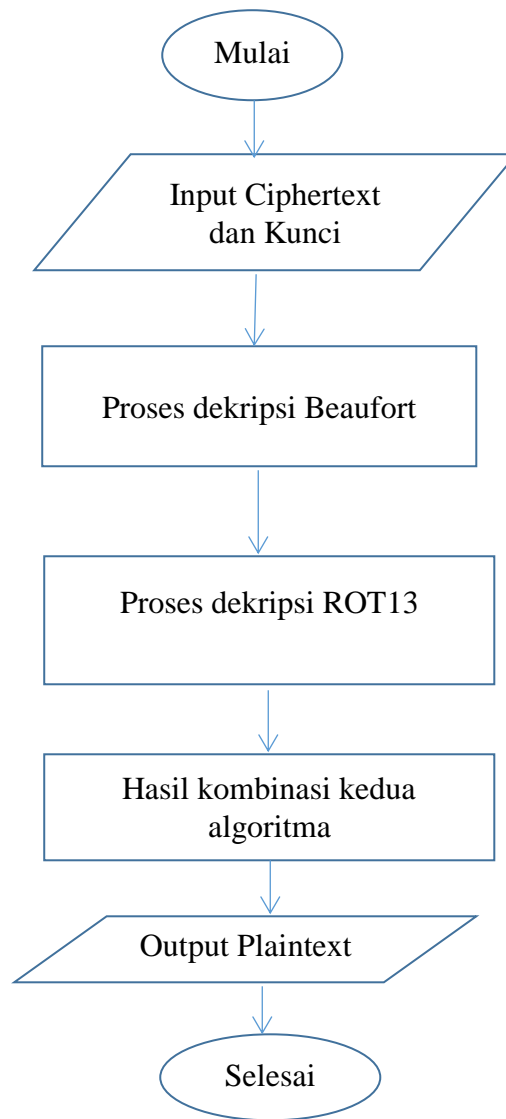 Mulai
Input Ciphertext
dan Kunci
Proses dekripsi Beaufort
Proses dekripsi ROT13
Hasil kombinasi kedua
algoritma
Output Plaintext
Selesai